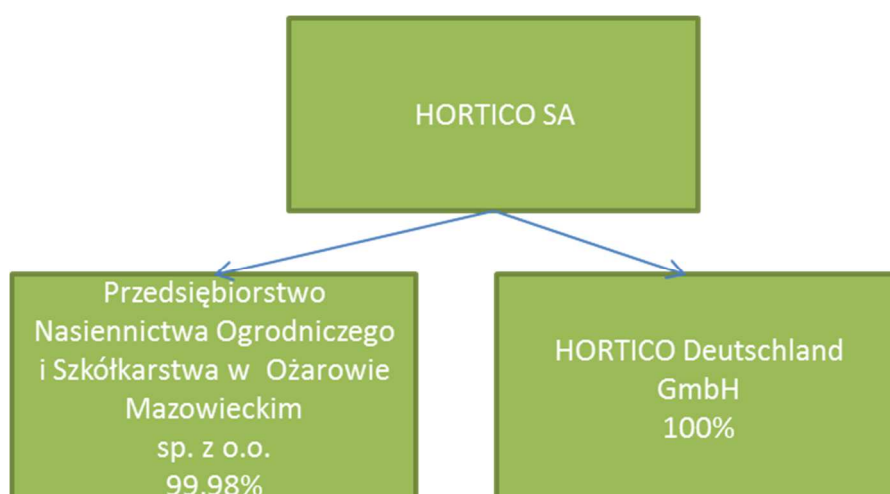 HORTICO SA
Przedsiębiorstwo
Nasiennictwa Ogrodniczego
i Szkółkarstwa w Ożarowie
Mazowieckim
sp. z o.o.
99,98%
HORTICO Deutschland
GmbH
100%